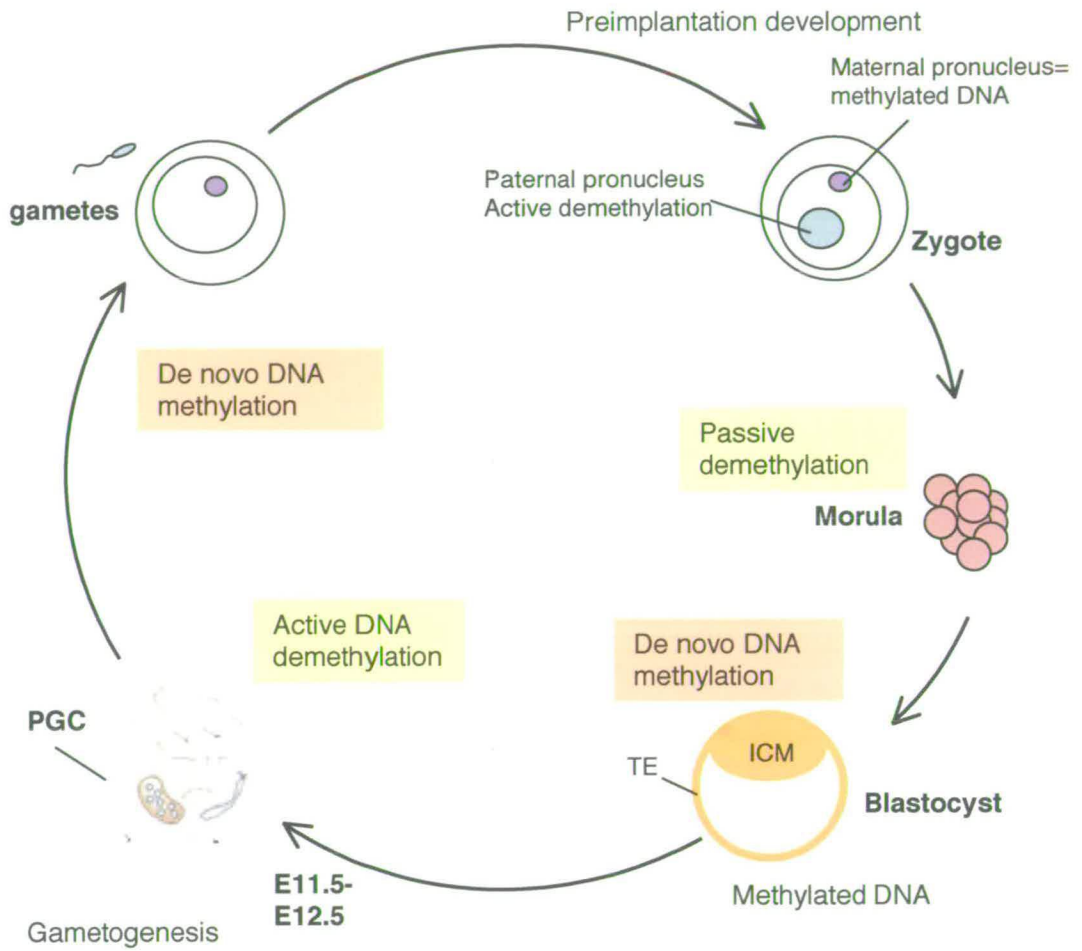 Preimplantation development
Maternal pronucleus=
methylated DNA
gametes
Paternal pronucleus
Active demethylation
Zygote
De novo DNA
methylation
Passive
demethylation
Morula
Active DNA
demethylation
De novo DNA
methylation
PGC
ICM
TE
Blastocyst
E11.5-
E12.5
Methylated DNA
Gametogenesis